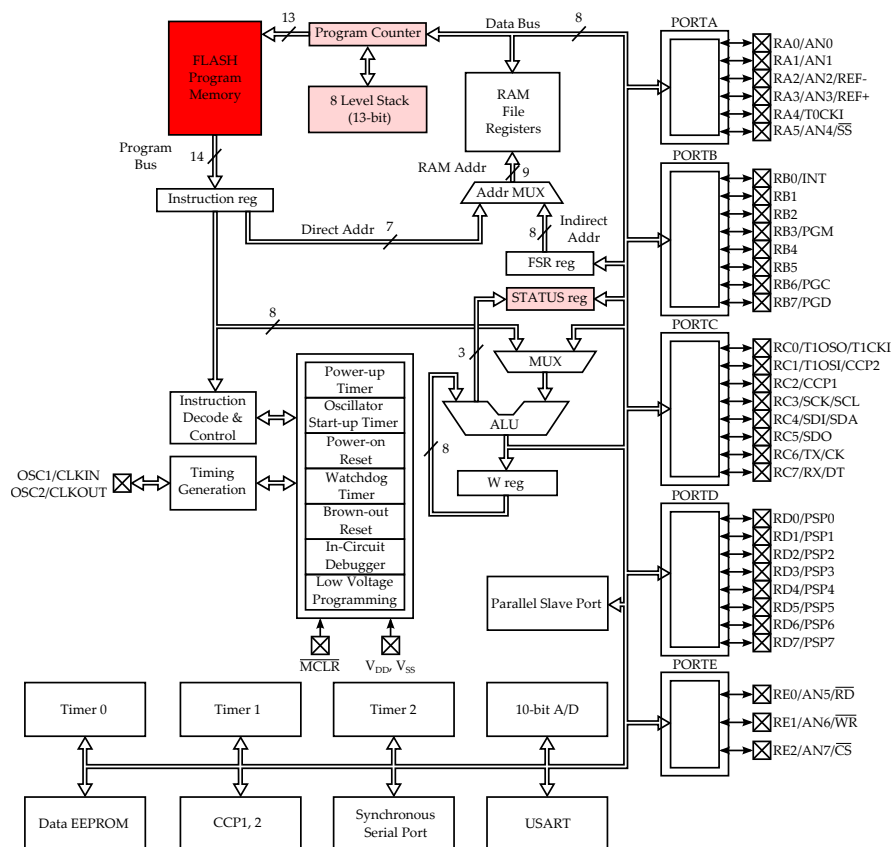 13
Program Counter
Data Bus
8
PORTA
FLASH
Program
Memory
8 Level Stack
(13-bit)
RAM
File
Registers
RA0/AN0
RA1/AN1
RA2/AN2/REF-
RA3/AN3/REF+
RA4/T0CKI
RA5/AN4/S̅S̅
Program
Bus
14
RAM Addr
9
PORTB
Instruction reg
Addr MUX
Direct Addr
7
8
Indirect
Addr
FSR reg
RB0/INT
RB1
RB2
RB3/PGM
RB4
RB5
RB6/PGC
RB7/PGD
STATUS reg
8
3
MUX
PORTC
RC0/T1OSO/T1CKI
RC1/T1OSI/CCP2
RC2/CCP1
RC3/SCK/SCL
RC4/SDI/SDA
RC5/SDO
RC6/TX/CK
RC7/RX/DT
Instruction
Decode &
Control
Power-up
Timer
Oscillator
Start-up Timer
Power-on
Reset
Watchdog
Timer
Brown-out
Reset
In-Circuit
Debugger
Low Voltage
Programming
ALU
8
W reg
OSC1/CLKIN
OSC2/CLKOUT
Timing
Generation
Parallel Slave Port
PORTD
RD0/PSP0
RD1/PSP1
RD2/PSP2
RD3/PSP3
RD4/PSP4
RD5/PSP5
RD6/PSP6
RD7/PSP7
M̅C̅L̅R̅
VDD, VSS
PORTE
RE0/AN5/R̅D̅
RE1/AN6/W̅R̅
RE2/AN7/C̅S̅
Timer 0
Timer 1
Timer 2
10-bit A/D
Data EEPROM
CCP1, 2
Synchronous
Serial Port
USART